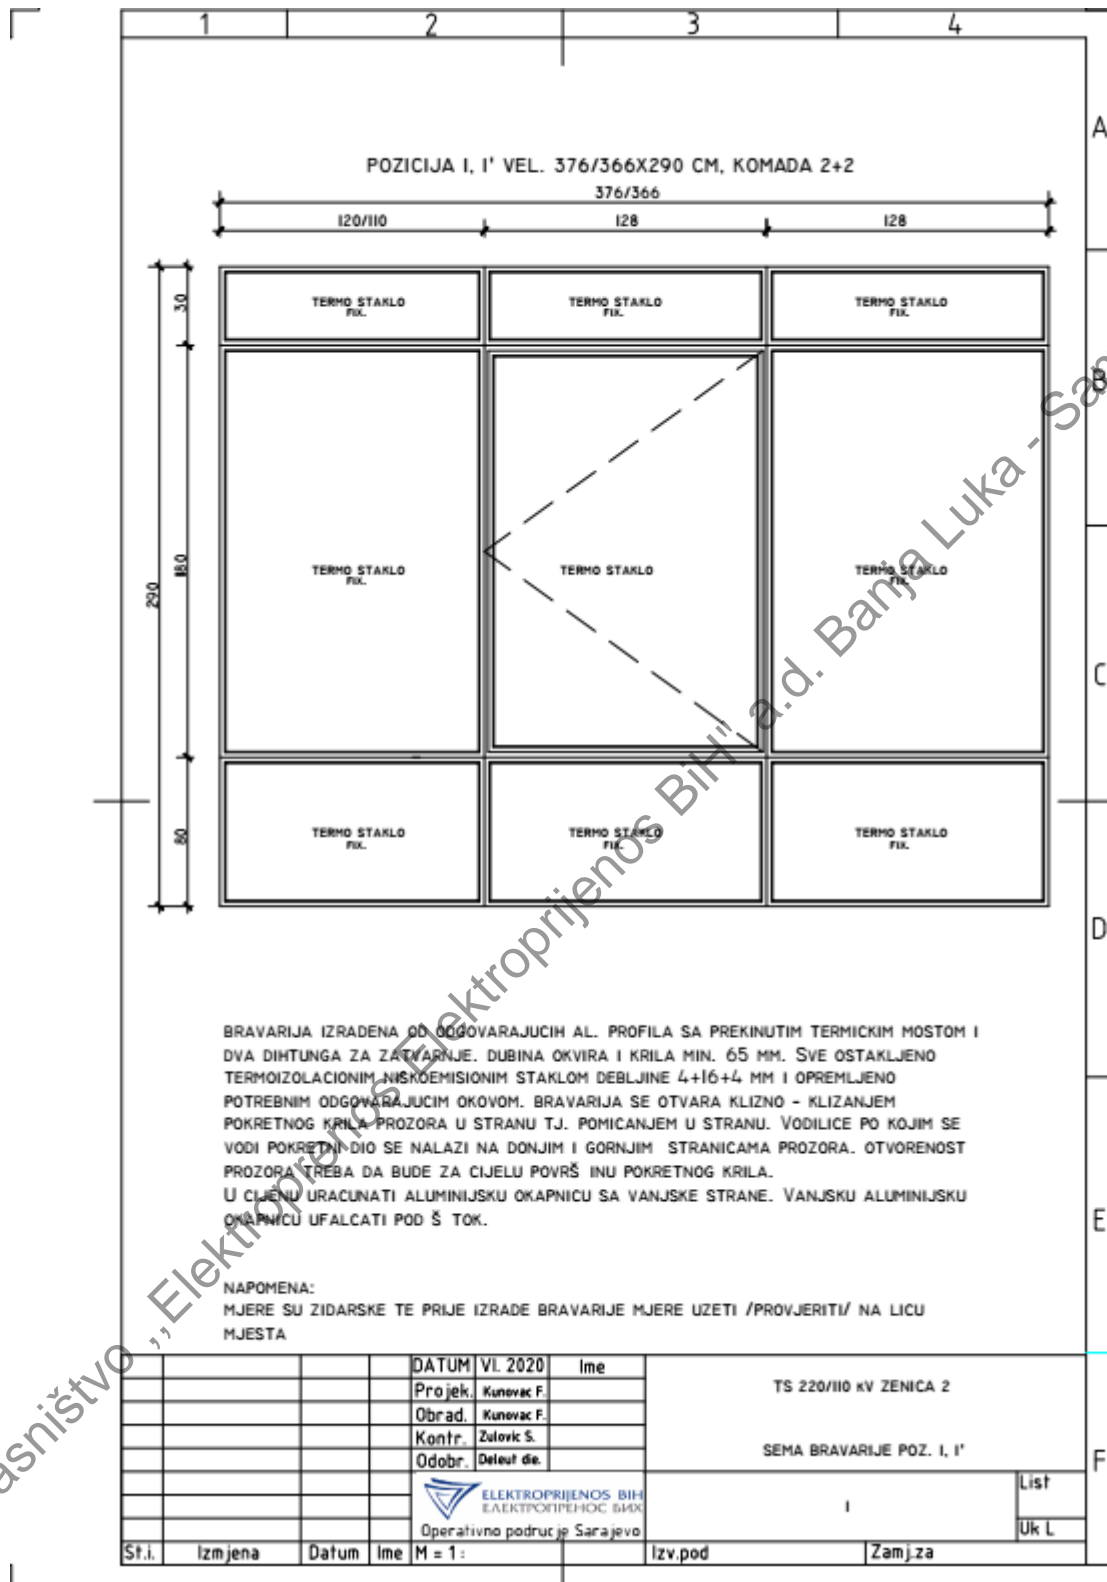 1 2 3 4
A
POZICIJA I, I' VEL. 376/366X290 CM, KOMADA 2+2
376/366
120/110 128 128
30
TERMO STAKLO
FIX.
TERMO STAKLO
FIX.
TERMO STAKLO
FIX.
B
290
180
TERMO STAKLO
FIX.
TERMO STAKLO
TERMO STAKLO
FIX.
C
80
TERMO STAKLO
FIX.
TERMO STAKLO
FIX.
TERMO STAKLO
FIX.
D
BRAVARIJA IZRADENA OD ODGOVARAJUCIH AL. PROFILA SA PREKINUTIM TERMICKIM MOSTOM I
DVA DIHTUNGA ZA ZATVARNJE. DUBINA OKVIRA I KRILA MIN. 65 MM. SVE OSTAKLJENO
TERMOIZOLACIONIM NISKOEMISIONIM STAKLOM DEBLJINE 4+16+4 MM I OPREMLJENO
POTREBNIM ODGOVARAJUCIM OKOVOM. BRAVARIJA SE OTVARA KLIZNO - KLIZANJEM
POKRETNOG KRILA PROZORA U STRANU TJ. POMICANJEM U STRANU. VODILICE PO KOJIM SE
VODI POKRETNI DIO SE NALAZI NA DONJIM I GORNJIM STRANICAMA PROZORA. OTVORENOST
PROZORA TREBA DA BUDE ZA CIJELU POVRŠ INU POKRETNOG KRILA.
U CIJENU URACUNATI ALUMINIJSKU OKAPNICU SA VANJSKE STRANE. VANJSKU ALUMINIJSKU
OKAPNICU UFALCATI POD Š TOK.
E
NAPOMENA:
MJERE SU ZIDARSKE TE PRIJE IZRADE BRAVARIJE MJERE UZETI /PROVJERITI/ NA LICU
MJESTA
DATUM VI. 2020 Ime
Projek. Kunovac F.
Obrad. Kunovac F.
Kontr. Zulovic S.
Odobr. Deleut die.
TS 220/110 KV ZENICA 2
SEMA BRAVARIJE POZ. I, I'
F
ELEKTROPRIJENOS BIH
ЕЛЕКТРОПРЕНОС БИХ
Operativno podrucje Sarajevo
I
List
Uk L
St.i. Izmjena Datum Ime M = 1: Izv.pod Zamj.za
,,Elektroprenos Elektroprijenos BiH" a.d. Banja Luka -